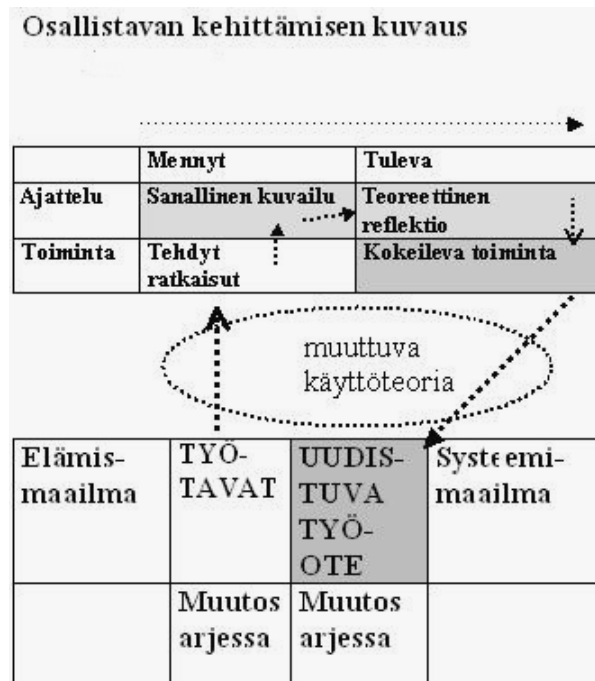 Osallistavan kehittämisen kuvaus
Mennyt Tuleva
Ajattelu Sanallinen kuvailu Teoreettinen
reflektio
Toiminta Tehdyt Kokeileva toiminta
ratkaisut
muuttuva
käyttöteoria
Elämis-
maailma
TYÖ-
TAVAT
UUDIS-
TUVA
TYÖ-
OTE
Systeemi-
maailma
Muutos
arjessa
Muutos
arjessa